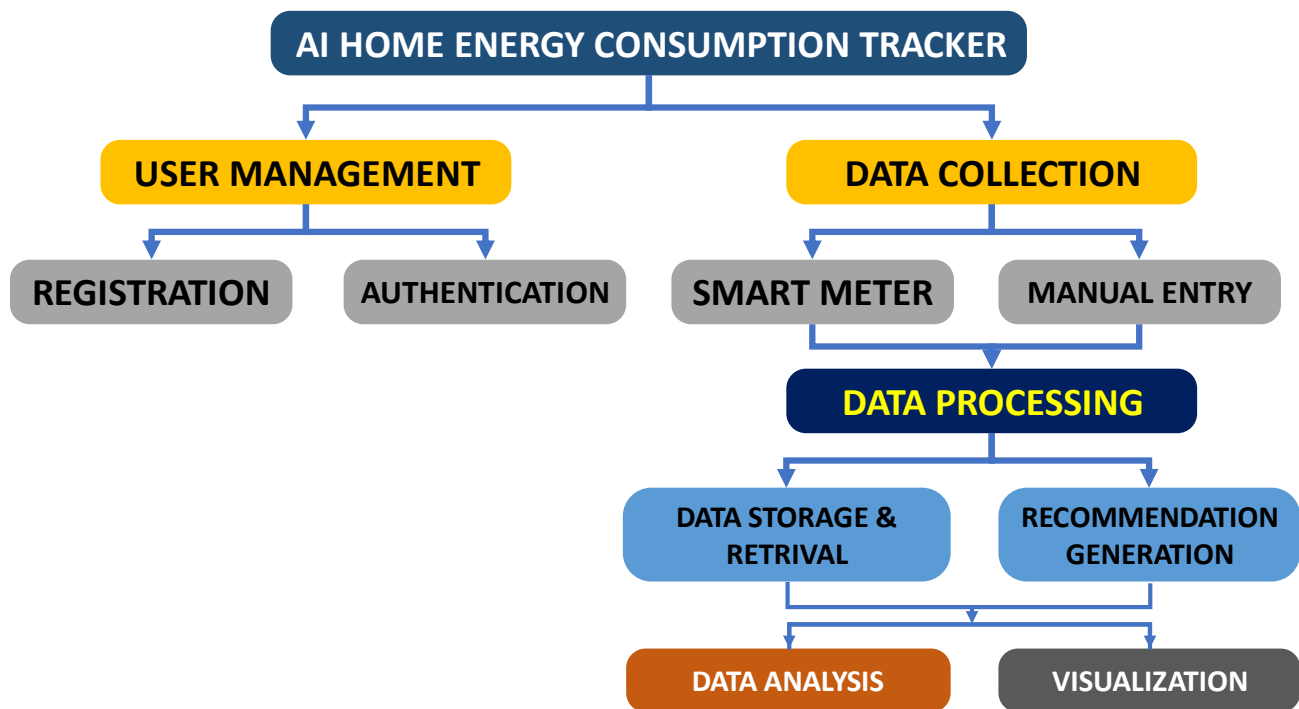 AI HOME ENERGY CONSUMPTION TRACKER
USER MANAGEMENT
DATA COLLECTION
REGISTRATION
AUTHENTICATION
SMART METER
MANUAL ENTRY
DATA PROCESSING
DATA STORAGE &
RETRIVAL
RECOMMENDATION
GENERATION
DATA ANALYSIS
VISUALIZATION